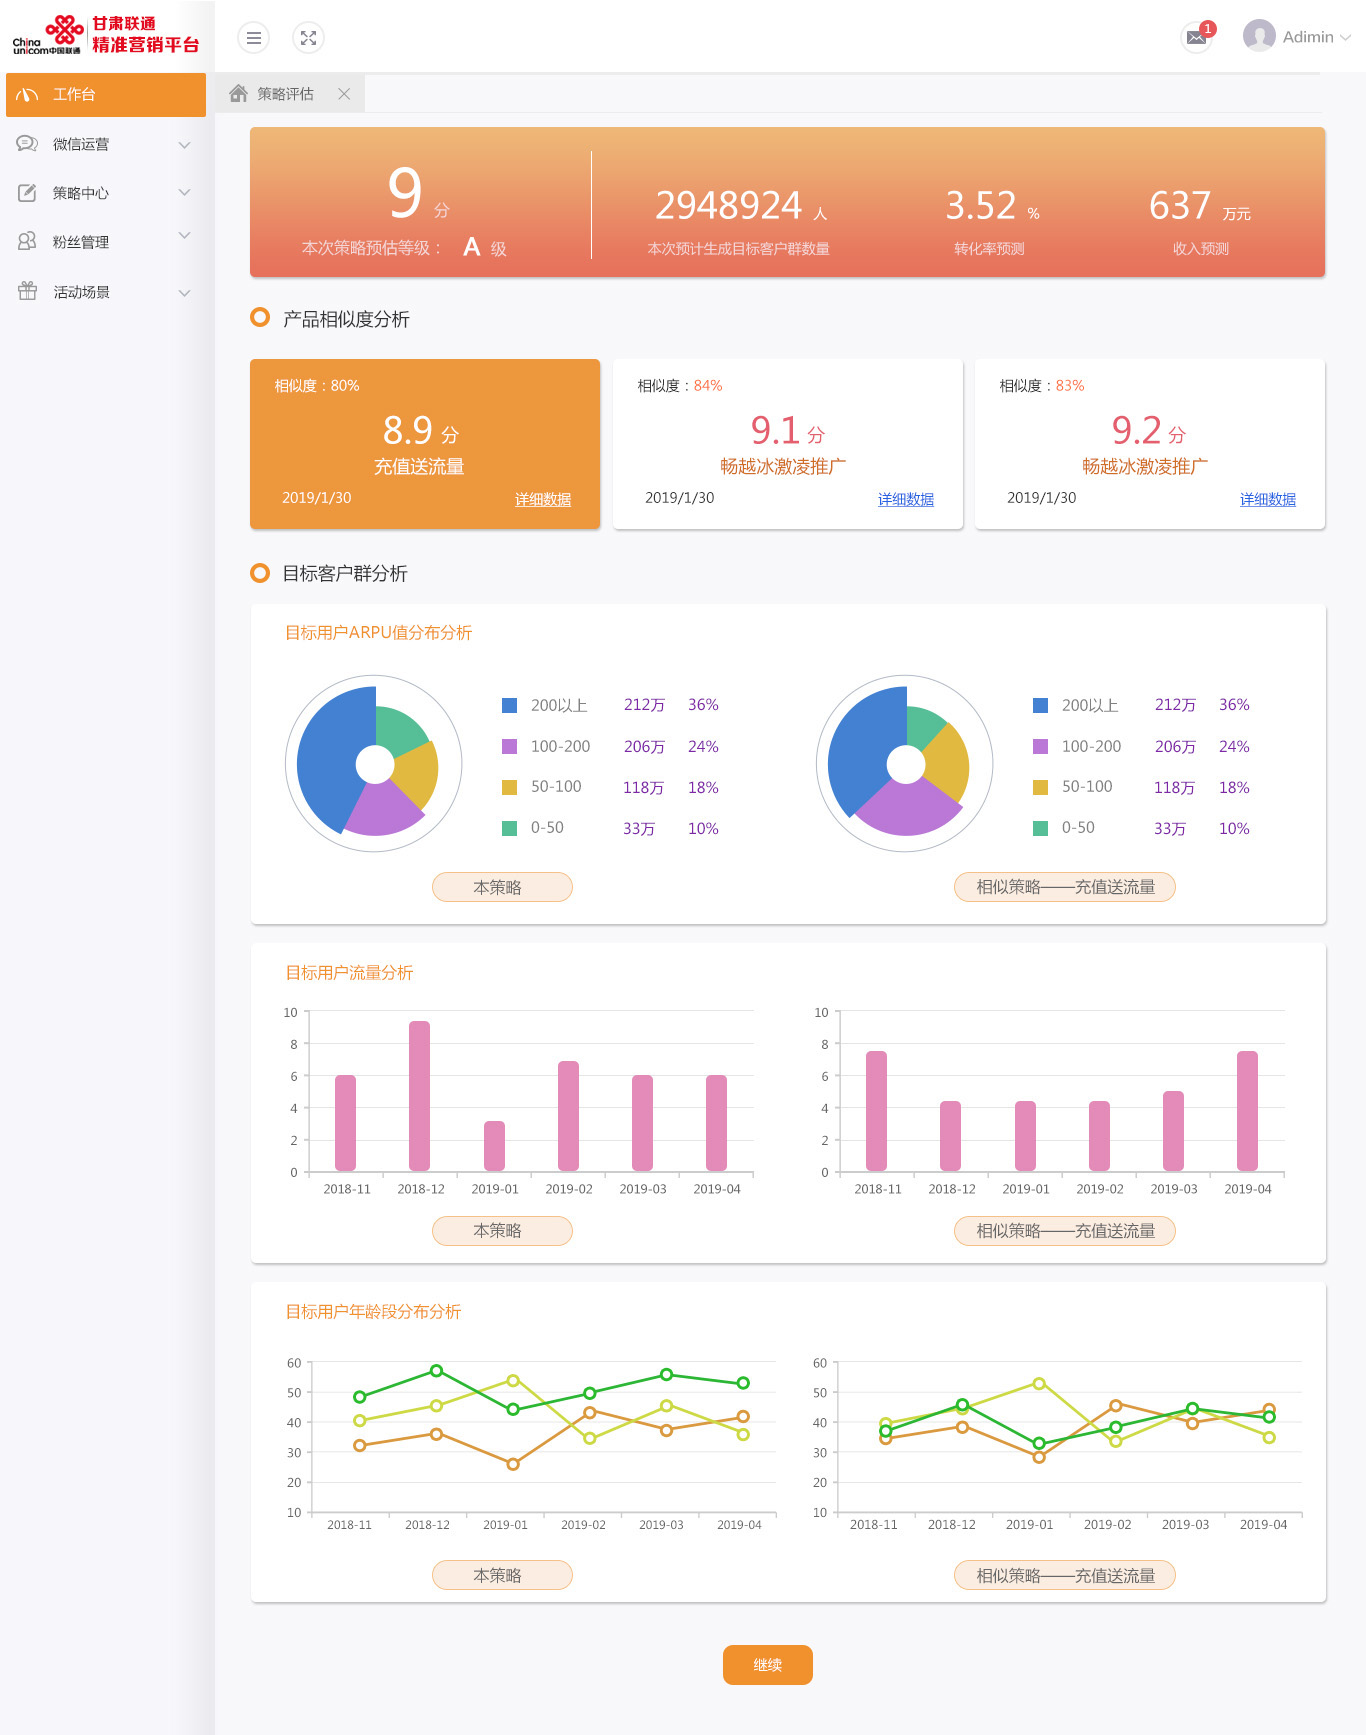 China
unicom中国联通
甘肃联通
精准营销平台
1
Adimin
工作台
微信运营
策略中心
粉丝管理
活动场景
策略评估
9 分
本次策略预估等级： A 级
2948924 人
本次预计生成目标客户群数量
3.52 %
转化率预测
637 万元
收入预测
产品相似度分析
相似度：80%
8.9 分
充值送流量
2019/1/30
详细数据
相似度：84%
9.1 分
畅越冰激凌推广
2019/1/30
详细数据
相似度：83%
9.2 分
畅越冰激凌推广
2019/1/30
详细数据
目标客户群分析
目标用户ARPU值分布分析
200以上 212万 36%
100-200 206万 24%
50-100 118万 18%
0-50 33万 10%
本策略
200以上 212万 36%
100-200 206万 24%
50-100 118万 18%
0-50 33万 10%
相似策略——充值送流量
目标用户流量分析
10
8
6
4
2
0
2018-11 2018-12 2019-01 2019-02 2019-03 2019-04
本策略
10
8
6
4
2
0
2018-11 2018-12 2019-01 2019-02 2019-03 2019-04
相似策略——充值送流量
目标用户年龄段分布分析
60
50
40
30
20
10
2018-11 2018-12 2019-01 2019-02 2019-03 2019-04
本策略
60
50
40
30
20
10
2018-11 2018-12 2019-01 2019-02 2019-03 2019-04
相似策略——充值送流量
继续